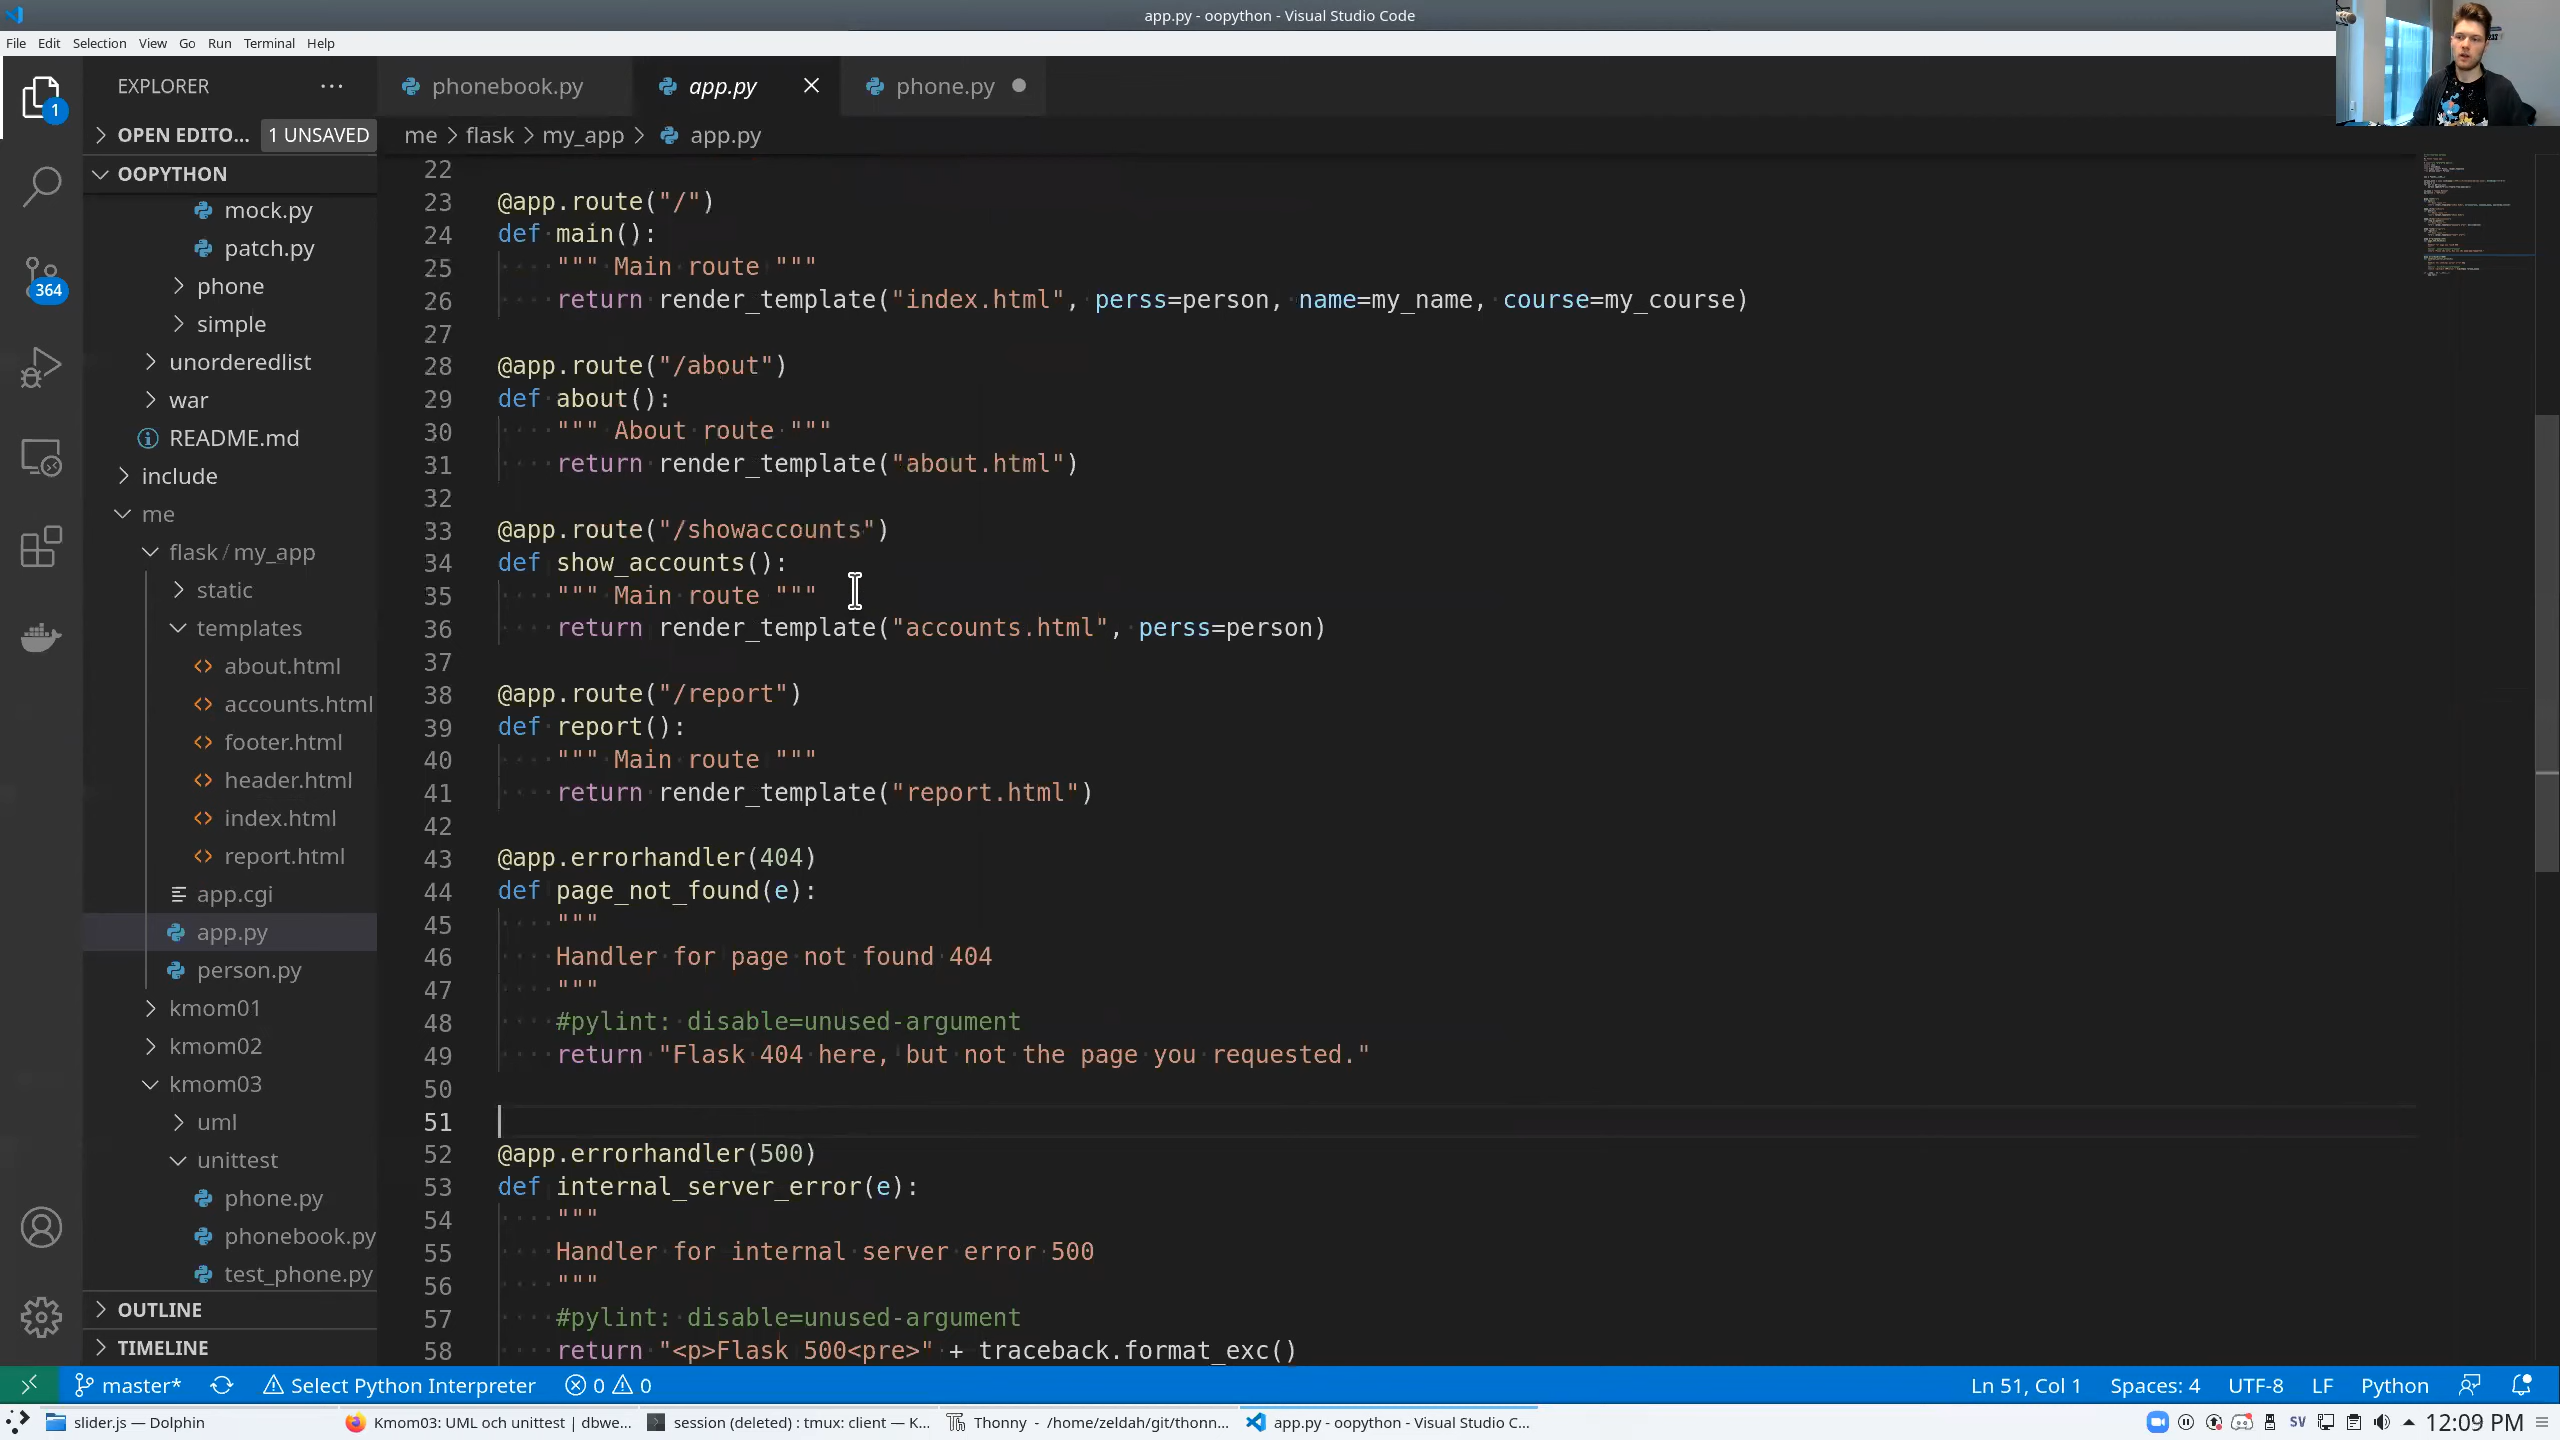 app.py - oopython - Visual Studio Code
File Edit Selection View Go Run Terminal Help
EXPLORER ···
phonebook.py app.py phone.py
OPEN EDITO... 1 UNSAVED
me > flask > my_app > app.py
OOPYTHON
mock.py
patch.py
phone
simple
unorderedlist
war
README.md
include
me
flask / my_app
static
templates
about.html
accounts.html
footer.html
header.html
index.html
report.html
app.cgi
app.py
person.py
kmom01
kmom02
kmom03
uml
unittest
phone.py
phonebook.py
test_phone.py
OUTLINE
TIMELINE
1
364
22
23 @app.route("/")
24 def main():
25     """ Main route """
26     return render_template("index.html", perss=person, name=my_name, course=my_course)
27
28 @app.route("/about")
29 def about():
30     """ About route """
31     return render_template("about.html")
32
33 @app.route("/showaccounts")
34 def show_accounts():
35     """ Main route """
36     return render_template("accounts.html", perss=person)
37
38 @app.route("/report")
39 def report():
40     """ Main route """
41     return render_template("report.html")
42
43 @app.errorhandler(404)
44 def page_not_found(e):
45     """
46     Handler for page not found 404
47     """
48     #pylint: disable=unused-argument
49     return "Flask 404 here, but not the page you requested."
50
51
52 @app.errorhandler(500)
53 def internal_server_error(e):
54     """
55     Handler for internal server error 500
56     """
57     #pylint: disable=unused-argument
58     return "<p>Flask 500<pre>" + traceback.format_exc()
master* Select Python Interpreter 0 0 Ln 51, Col 1 Spaces: 4 UTF-8 LF Python
slider.js — Dolphin Kmom03: UML och unittest | dbwe... session (deleted) : tmux: client — K... Thonny - /home/zeldah/git/thonn... app.py - oopython - Visual Studio C... SV 12:09 PM